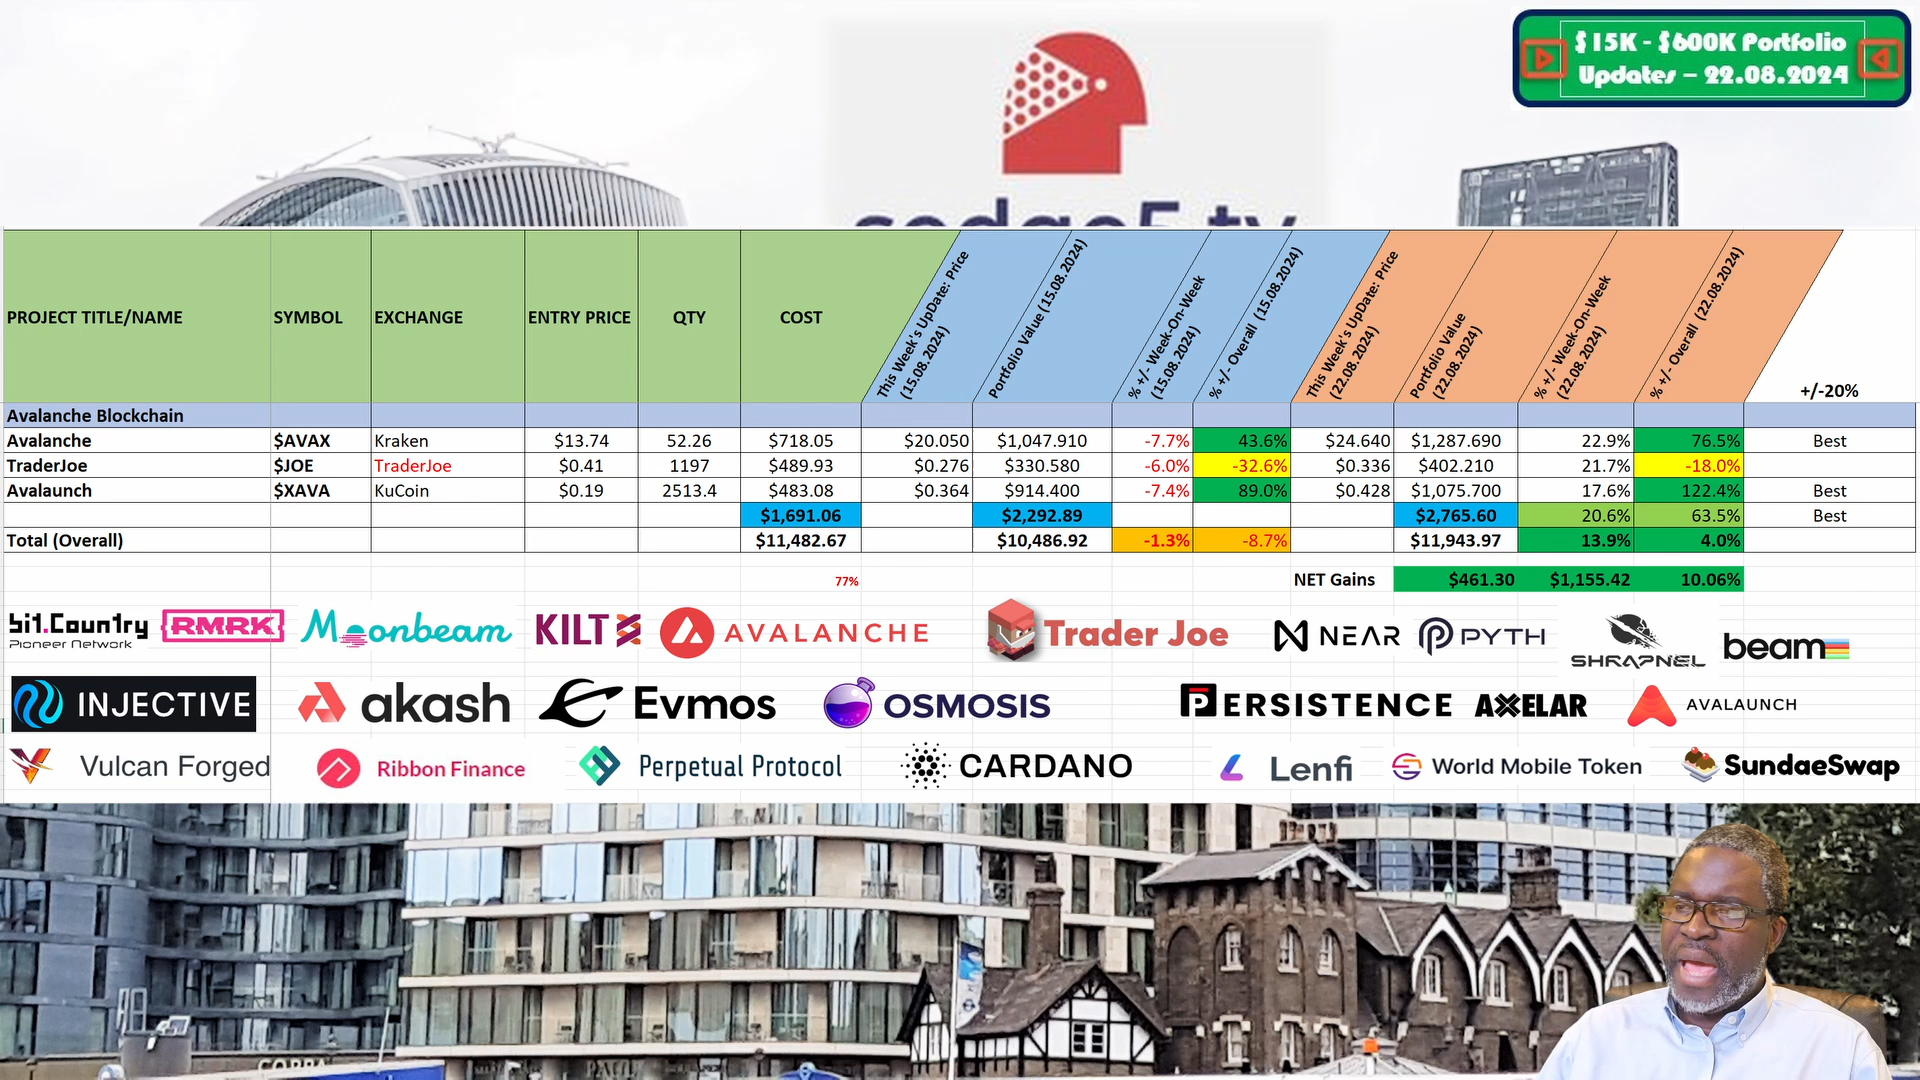 $15K - $600K Portfolio
Updates – 22.08.2024
sedge5.tv
PROJECT TITLE/NAME SYMBOL EXCHANGE ENTRY PRICE QTY COST This Week's UpDate: Price (15.08.2024) Portfolio Value (15.08.2024) % +/- Week-On-Week (15.08.2024) % +/- Overall (15.08.2024) This Week's UpDate: Price (22.08.2024) Portfolio Value (22.08.2024) % +/- Week-On-Week (22.08.2024) % +/- Overall (22.08.2024) +/-20%
Avalanche Blockchain
Avalanche $AVAX Kraken $13.74 52.26 $718.05 $20.050 $1,047.910 -7.7% 43.6% $24.640 $1,287.690 22.9% 76.5% Best
TraderJoe $JOE TraderJoe $0.41 1197 $489.93 $0.276 $330.580 -6.0% -32.6% $0.336 $402.210 21.7% -18.0%
Avalaunch $XAVA KuCoin $0.19 2513.4 $483.08 $0.364 $914.400 -7.4% 89.0% $0.428 $1,075.700 17.6% 122.4% Best
$1,691.06 $2,292.89 $2,765.60 20.6% 63.5% Best
Total (Overall) $11,482.67 $10,486.92 -1.3% -8.7% $11,943.97 13.9% 4.0%
77% NET Gains $461.30 $1,155.42 10.06%
bit.Country Pioneer Network RMRK Moonbeam KILT AVALANCHE Trader Joe NEAR PYTH SHRAPNEL beam
INJECTIVE akash Evmos OSMOSIS PERSISTENCE AXELAR AVALAUNCH
Vulcan Forged Ribbon Finance Perpetual Protocol CARDANO Lenfi World Mobile Token SundaeSwap